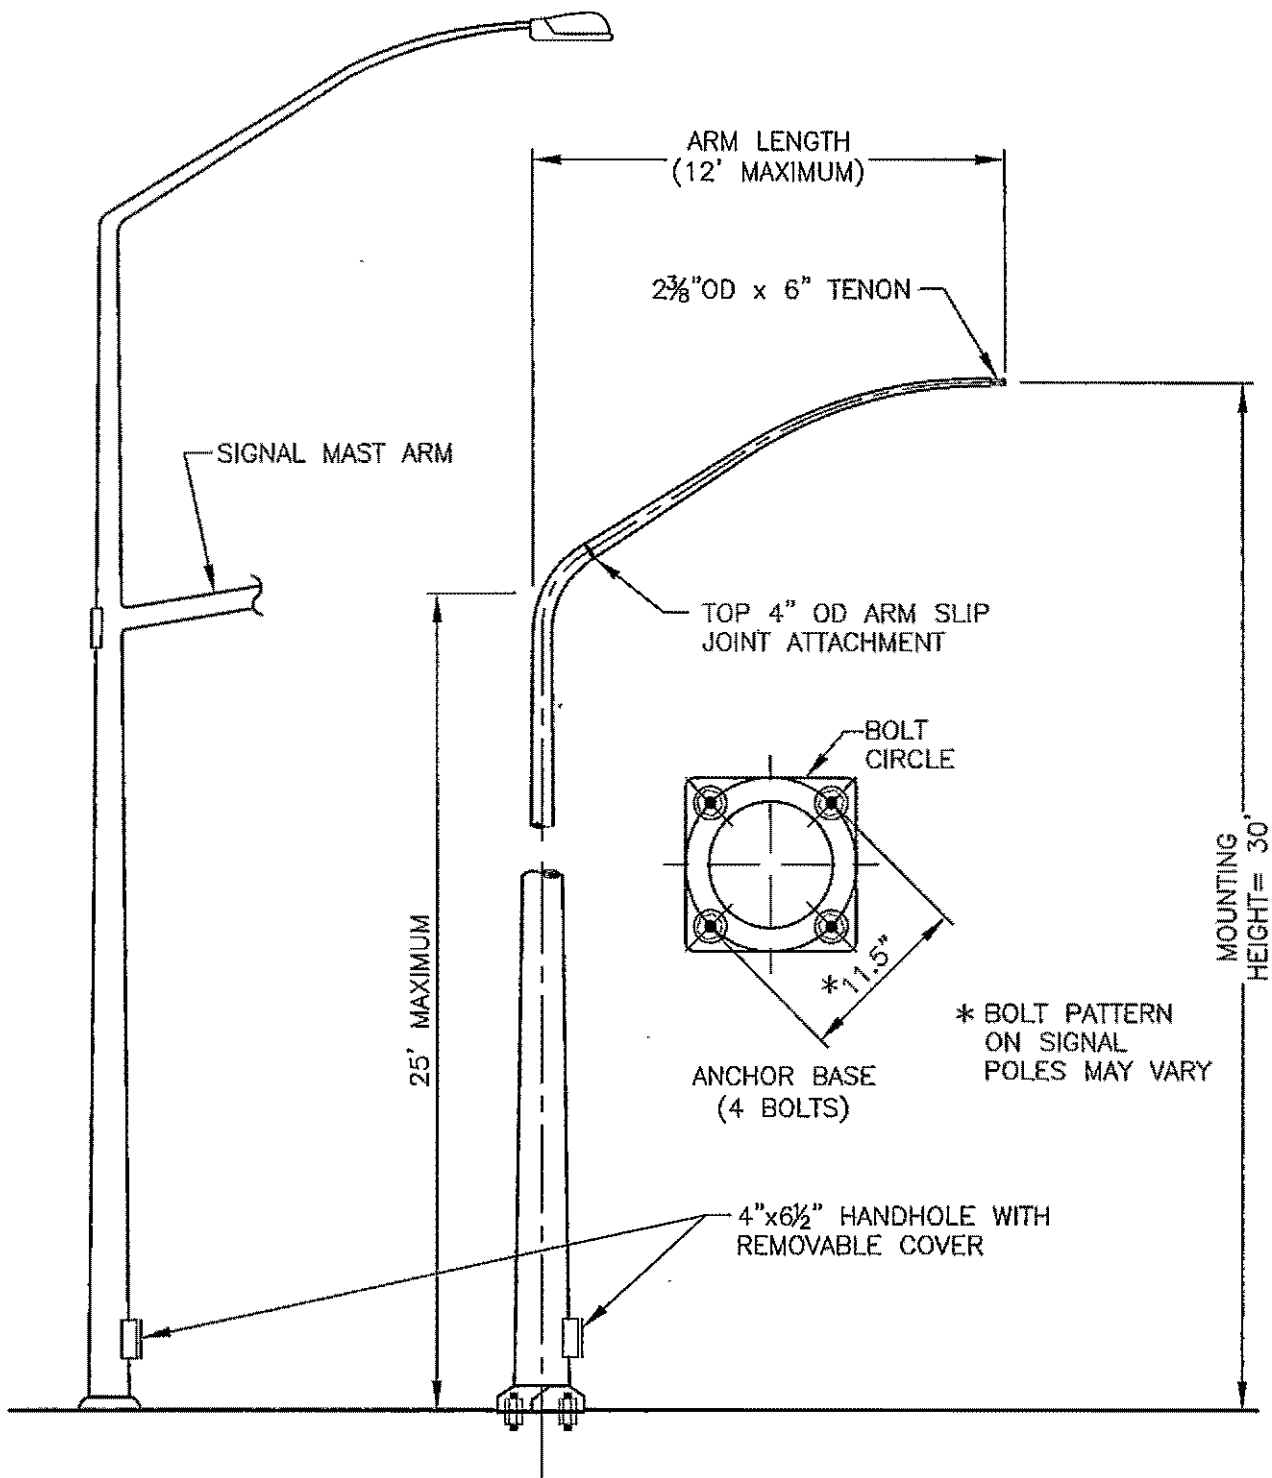 ARM LENGTH
(12' MAXIMUM)
2⅜"OD x 6" TENON
SIGNAL MAST ARM
TOP 4" OD ARM SLIP
JOINT ATTACHMENT
BOLT
CIRCLE
MOUNTING
HEIGHT= 30'
25' MAXIMUM
*11.5"
* BOLT PATTERN
ON SIGNAL
POLES MAY VARY
ANCHOR BASE
(4 BOLTS)
4"x6½" HANDHOLE WITH
REMOVABLE COVER